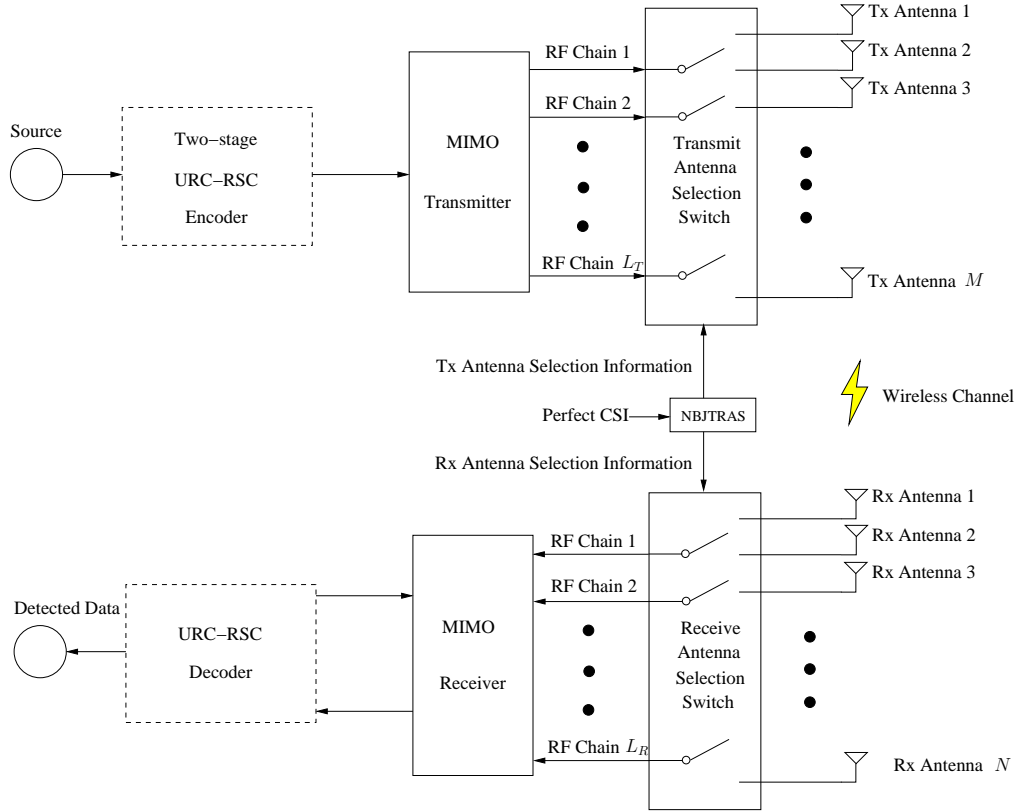 Source
Two−stage
URC−RSC
Encoder
MIMO
Transmitter
RF Chain 1
RF Chain 2
RF Chain L_T
Transmit
Antenna
Selection
Switch
Tx Antenna 1
Tx Antenna 2
Tx Antenna 3
Tx Antenna M
Tx Antenna Selection Information
Perfect CSI
NBJTRAS
Wireless Channel
Rx Antenna Selection Information
Detected Data
URC−RSC
Decoder
MIMO
Receiver
RF Chain 1
RF Chain 2
RF Chain L_R
Receive
Antenna
Selection
Switch
Rx Antenna 1
Rx Antenna 2
Rx Antenna 3
Rx Antenna N